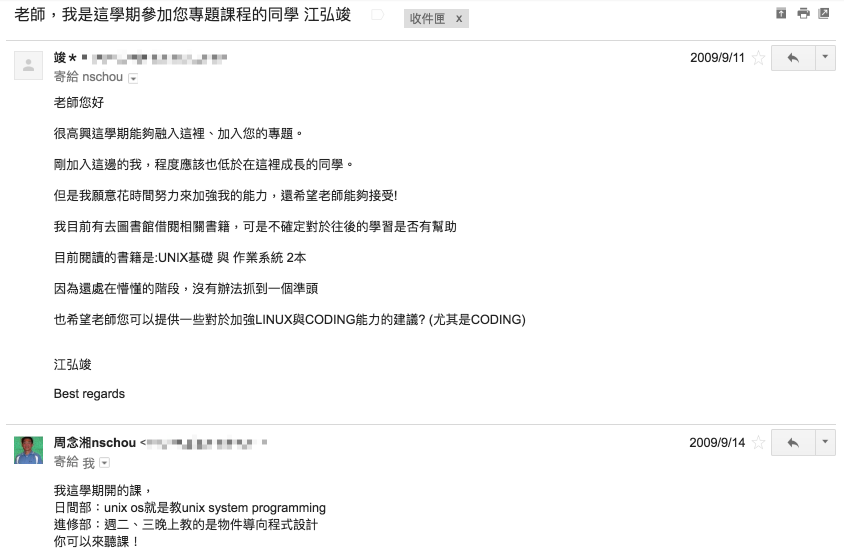 老師，我是這學期參加您專題課程的同學 江弘竣
收件匣 x
竣＊
2009/9/11
寄給 nschou
老師您好
很高興這學期能夠融入這裡、加入您的專題。
剛加入這邊的我，程度應該也低於在這裡成長的同學。
但是我願意花時間努力來加強我的能力，還希望老師能夠接受!
我目前有去圖書館借閱相關書籍，可是不確定對於往後的學習是否有幫助
目前閱讀的書籍是:UNIX基礎 與 作業系統 2本
因為還處在懵懂的階段，沒有辦法抓到一個準頭
也希望老師您可以提供一些對於加強LINUX與CODING能力的建議? (尤其是CODING)
江弘竣
Best regards
周念湘nschou <
2009/9/14
寄給 我
我這學期開的課，
日間部：unix os就是教unix system programming
進修部：週二、三晚上教的是物件導向程式設計
你可以來聽課！